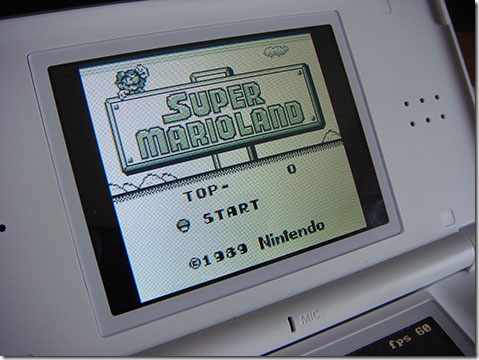 SUPER
MARIOLAND
TOP- 0
START
©1989 Nintendo
MIC
fps 60